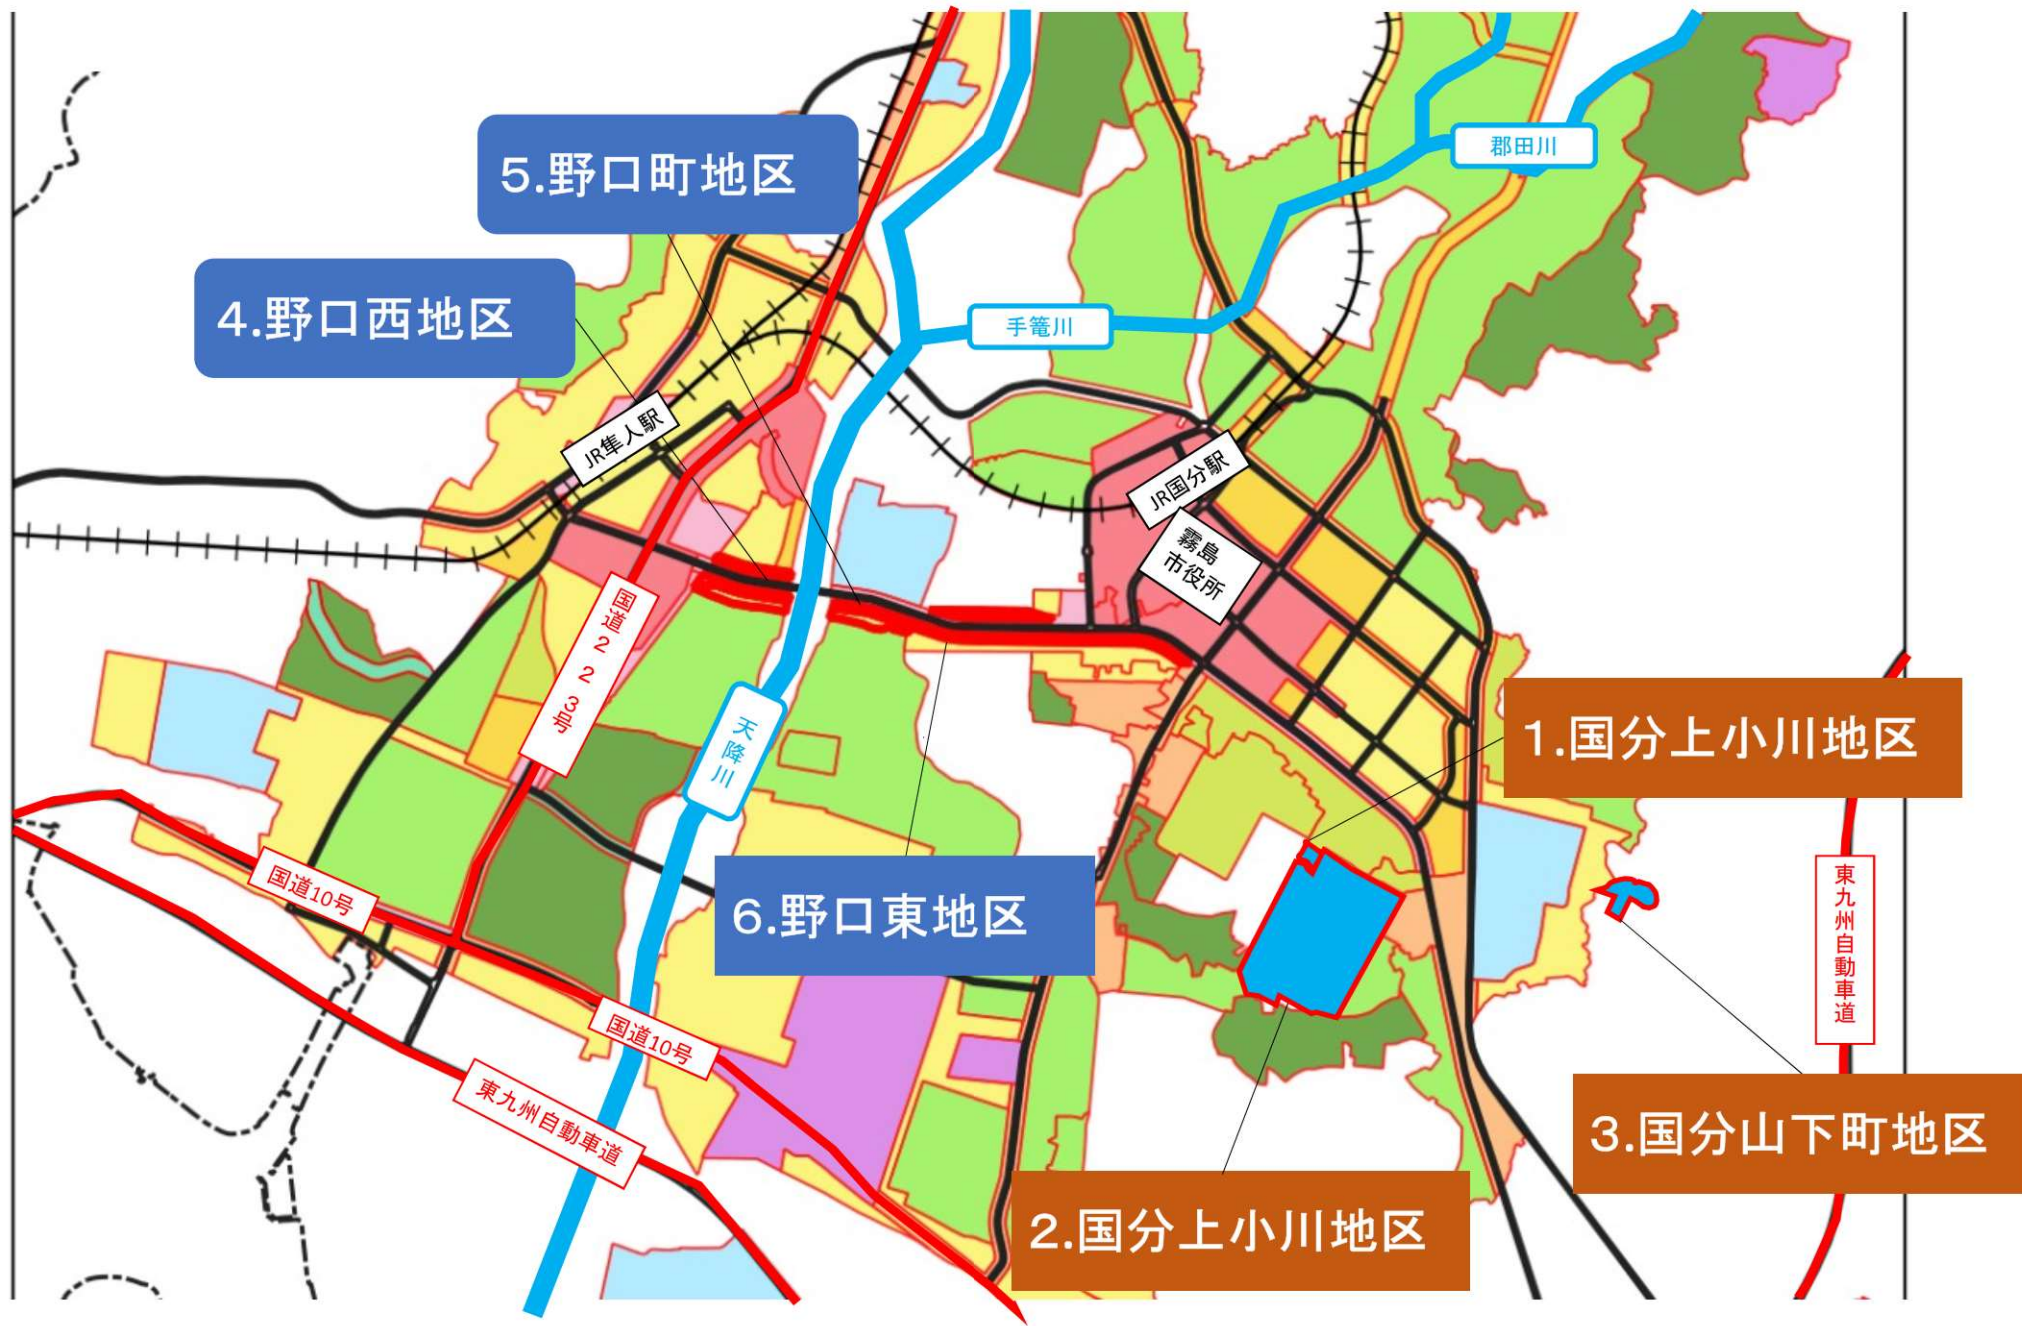 郡田川
5.野口町地区
4.野口西地区
手篭川
JR隼人駅
JR国分駅
霧島
市役所
国道223号
天降川
1.国分上小川地区
国道10号
6.野口東地区
東九州自動車道
国道10号
東九州自動車道
3.国分山下町地区
2.国分上小川地区